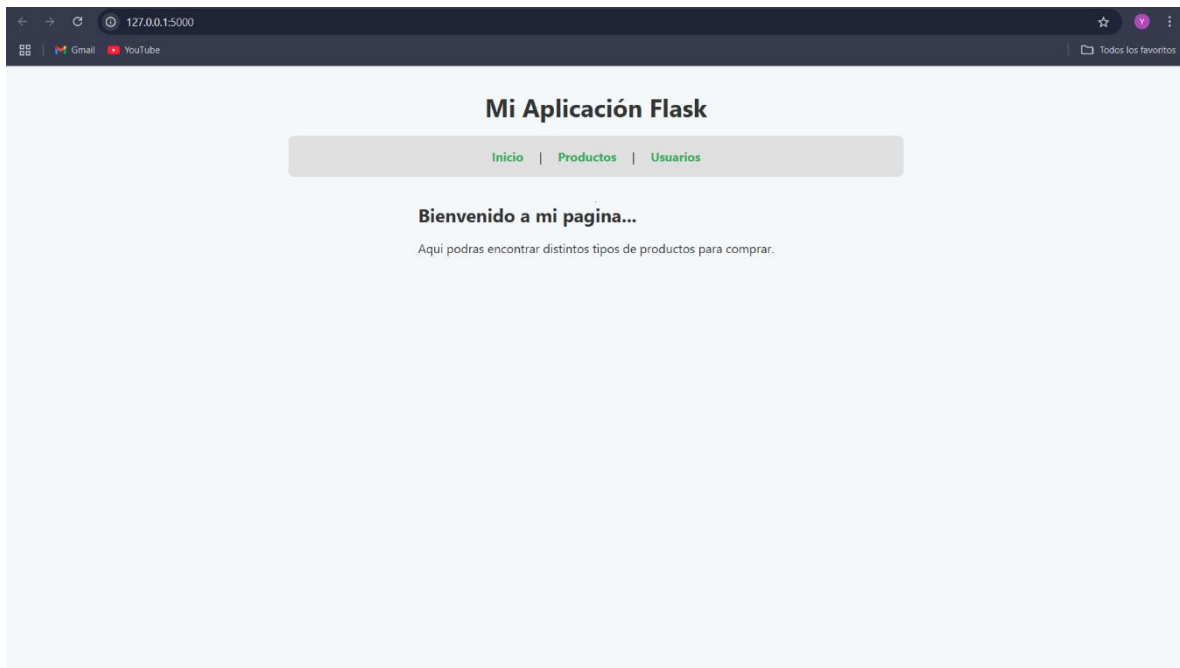 127.0.0.1:5000
Y
Gmail YouTube Todos los favoritos
Mi Aplicación Flask
Inicio | Productos | Usuarios
Bienvenido a mi pagina...
Aqui podras encontrar distintos tipos de productos para comprar.